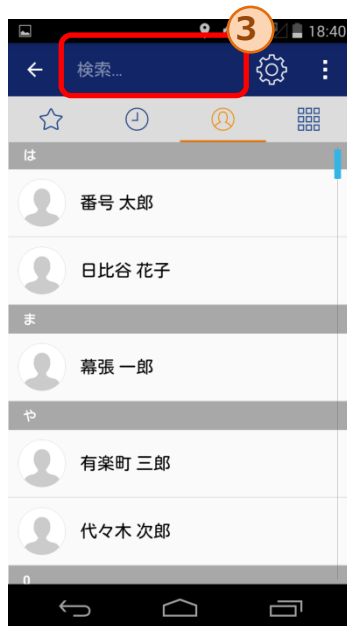 3
18:40
検索...
は
番号 太郎
日比谷 花子
ま
幕張 一郎
や
有楽町 三郎
代々木 次郎
0